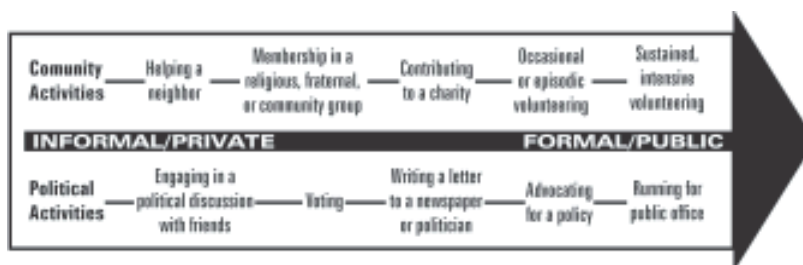 Comunity Activities — Helping a neighbor — Membership in a religious, fraternal, or community group — Contributing to a charity — Occasional or episodic volunteering — Sustained, intensive volunteering
INFORMAL/PRIVATE FORMAL/PUBLIC
Political Activities — Engaging in a political discussion with friends — Voting — Writing a letter to a newspaper or politician — Advocating for a policy — Running for public office